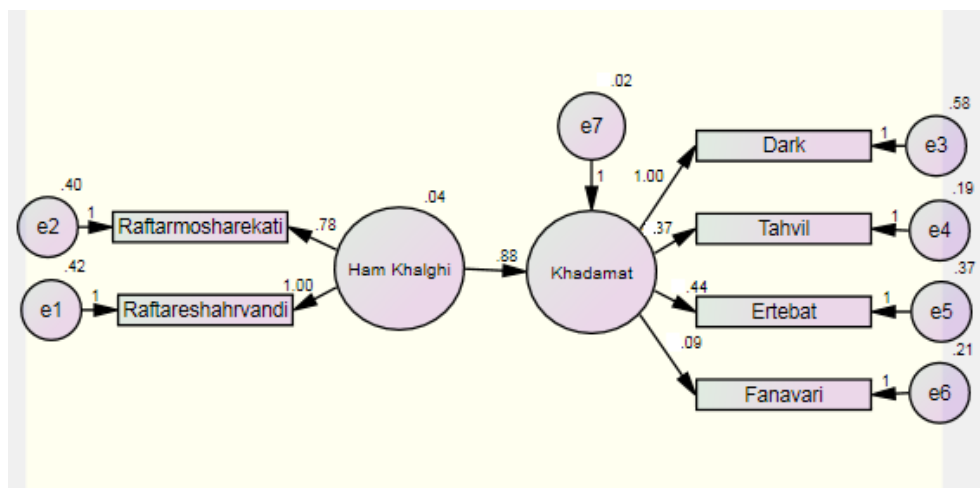 .02
.58
e7
Dark
1
e3
.40
.04
1
1.00
.19
e2
1
Raftarmosharekati
.78
.37
Tahvil
1
e4
.42
Ham Khalghi
.88
Khadamat
.37
e1
1
Raftareshahrvandi
1.00
.44
Ertebat
1
e5
.09
.21
Fanavari
1
e6